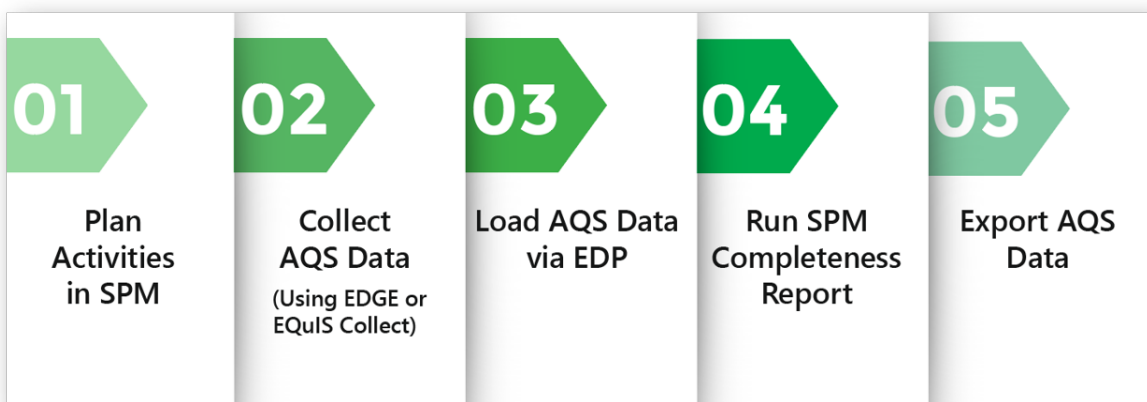 01
Plan
Activities
in SPM
02
Collect
AQS Data
(Using EDGE or
EQuIS Collect)
03
Load AQS Data
via EDP
04
Run SPM
Completeness
Report
05
Export AQS
Data